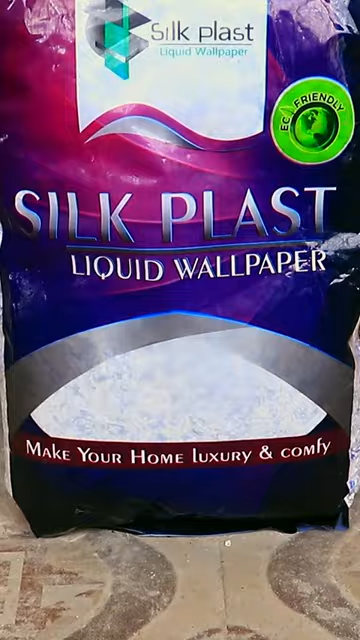 Silk plast
Liquid Wallpaper
ECO FRIENDLY
SILK PLAST
LIQUID WALLPAPER
MAKE YOUR HOME LUXURY & COMFY